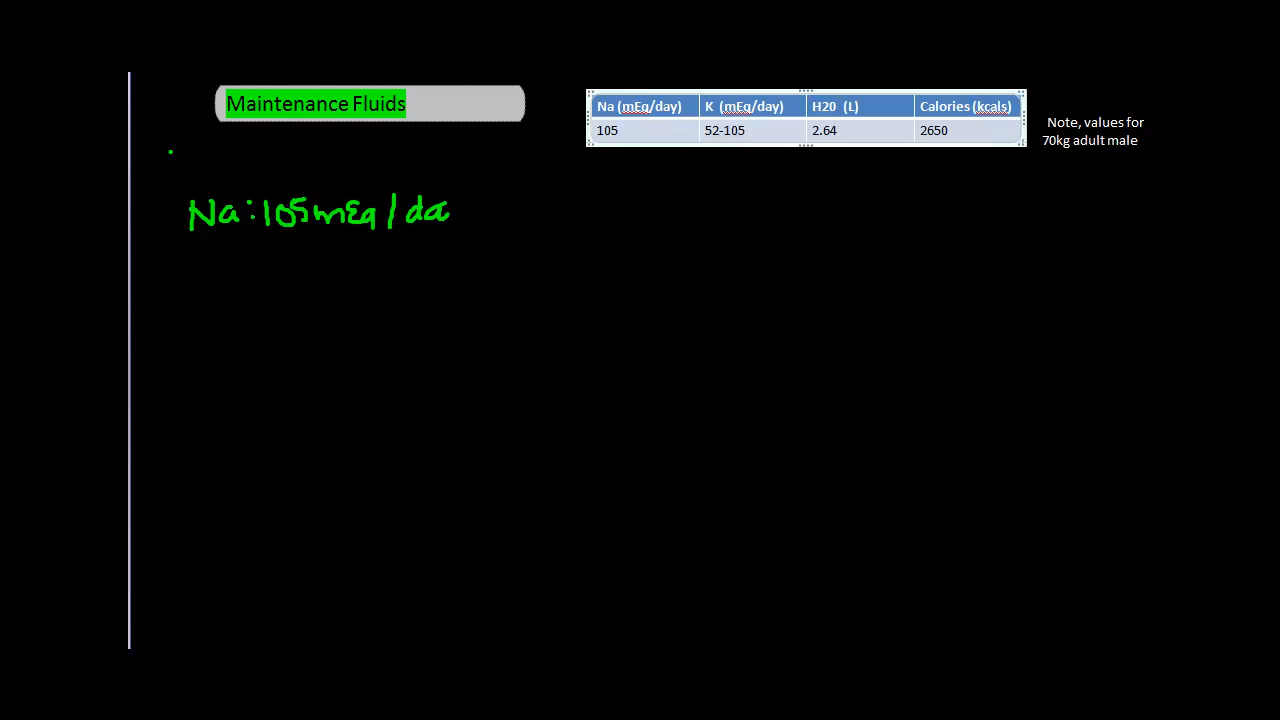 Maintenance Fluids
Na (mEq/day) K (mEq/day) H20 (L) Calories (kcals)
105 52-105 2.64 2650
Note, values for
70kg adult male
Na : 105 mEq / da